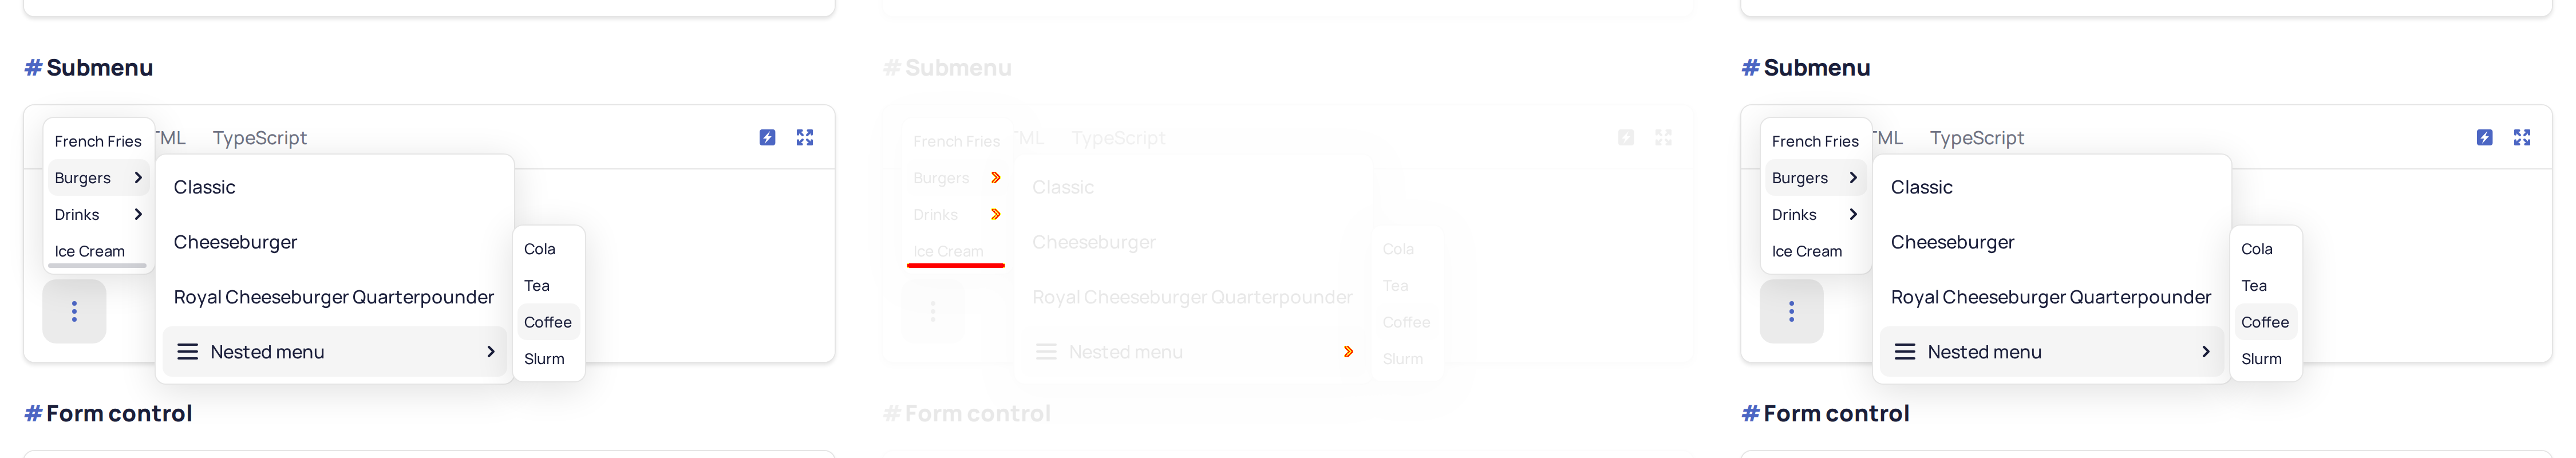 # Submenu
French Fries
TML TypeScript
Burgers
Drinks
Ice Cream
Classic
Cheeseburger
Royal Cheeseburger Quarterpounder
Nested menu
Cola
Tea
Coffee
Slurm
# Form control
# Submenu
French Fries
TML TypeScript
Burgers
Drinks
Ice Cream
Classic
Cheeseburger
Royal Cheeseburger Quarterpounder
Nested menu
Cola
Tea
Coffee
Slurm
# Form control
# Submenu
French Fries
TML TypeScript
Burgers
Drinks
Ice Cream
Classic
Cheeseburger
Royal Cheeseburger Quarterpounder
Nested menu
Cola
Tea
Coffee
Slurm
# Form control